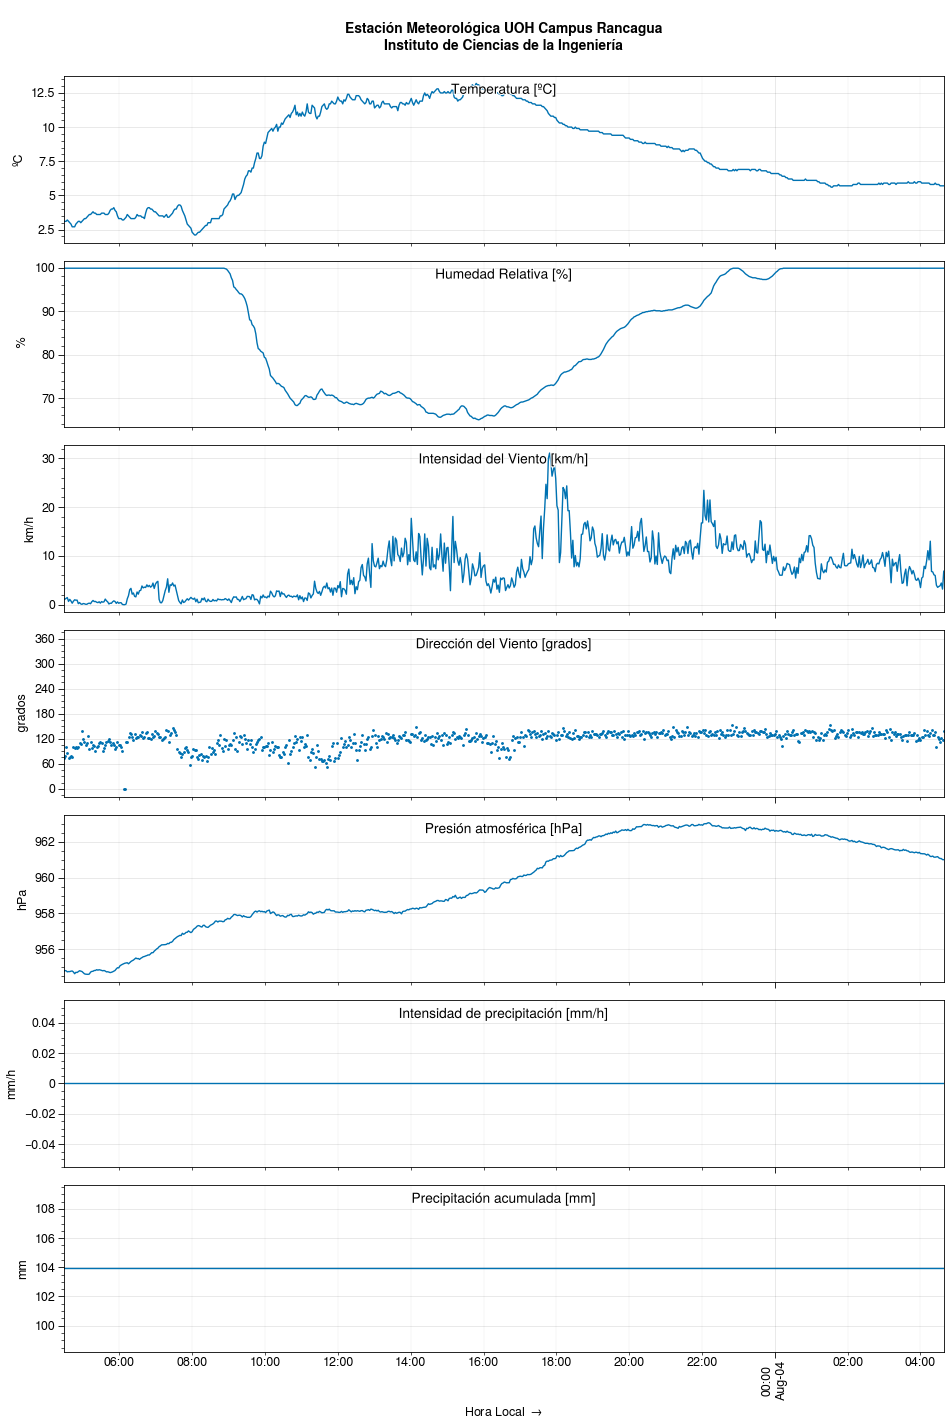 Estación Meteorológica UOH Campus Rancagua
Instituto de Ciencias de la Ingeniería
Temperatura [ºC]
12.5
10
7.5
5
2.5
ºC
Humedad Relativa [%]
100
90
80
70
%
Intensidad del Viento [km/h]
30
20
10
0
km/h
Dirección del Viento [grados]
360
300
240
180
120
60
0
grados
Presión atmosférica [hPa]
962
960
958
956
hPa
Intensidad de precipitación [mm/h]
0.04
0.02
0
−0.02
−0.04
mm/h
Precipitación acumulada [mm]
108
106
104
102
100
mm
06:00 08:00 10:00 12:00 14:00 16:00 18:00 20:00 22:00 00:00 02:00 04:00
Aug-04
Hora Local →